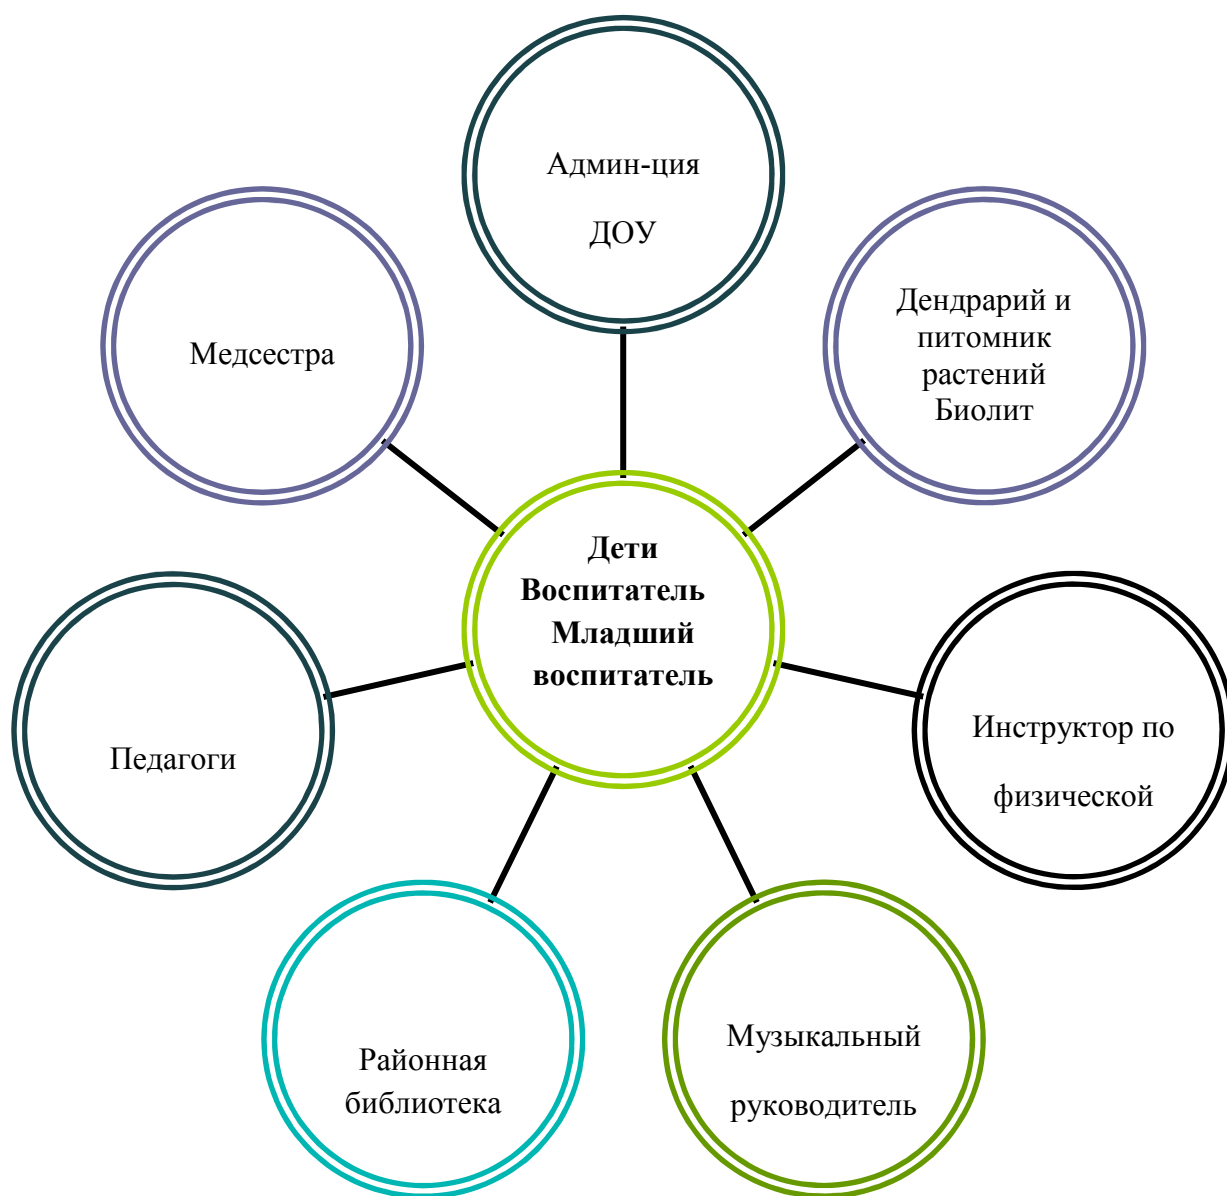 Админ-ция
ДОУ
Дендрарий и
питомник
растений
Биолит
Медсестра
Дети
Воспитатель
Младший
воспитатель
Инструктор по
физической
Педагоги
Музыкальный
руководитель
Районная
библиотека